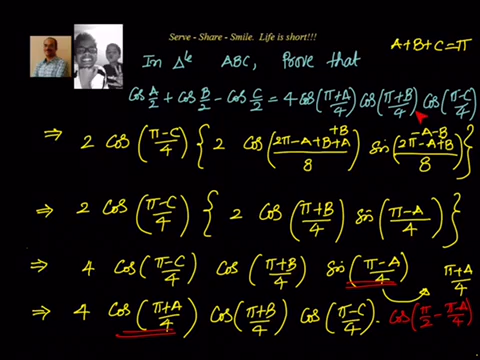 Serve - Share - Smile. Life is short!!!
A+B+C=π
In Δle ABC, Prove that
Cos A/2 + Cos B/2 - Cos C/2 = 4 Cos(π+A/4) Cos(π+B/4) Cos(π-C/4)
⇒ 2 Cos(π-C/4) { 2 Cos(2π-A+B+A+B/8) Sin(2π-A+B-A-B/8) }
⇒ 2 Cos(π-C/4) { 2 Cos(π+B/4) Sin(π-A/4) }
⇒ 4 Cos(π-C/4) Cos(π+B/4) Sin(π-A/4) π+A/4
⇒ 4 Cos(π+A/4) Cos(π+B/4) Cos(π-C/4). Cos(π/2 - π-A/4)